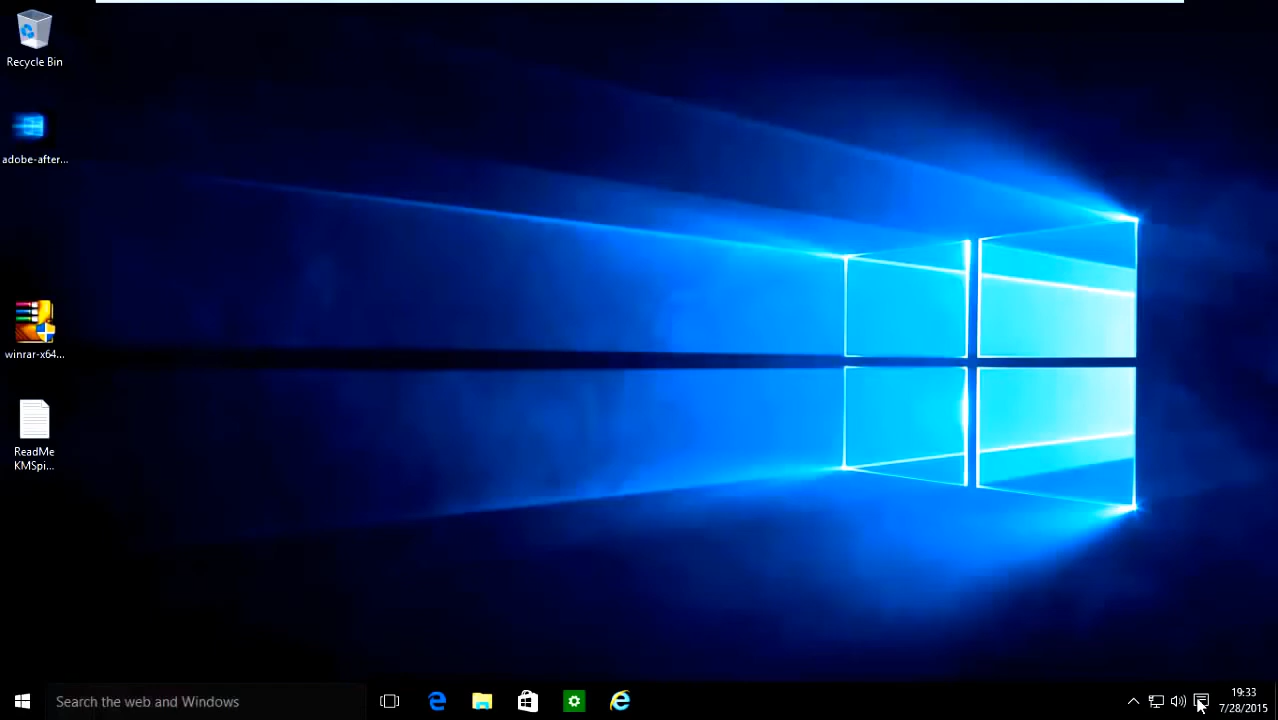 Recycle Bin
adobe-after...
winrar-x64...
ReadMe
KMSpi...
Search the web and Windows
19:33
7/28/2015